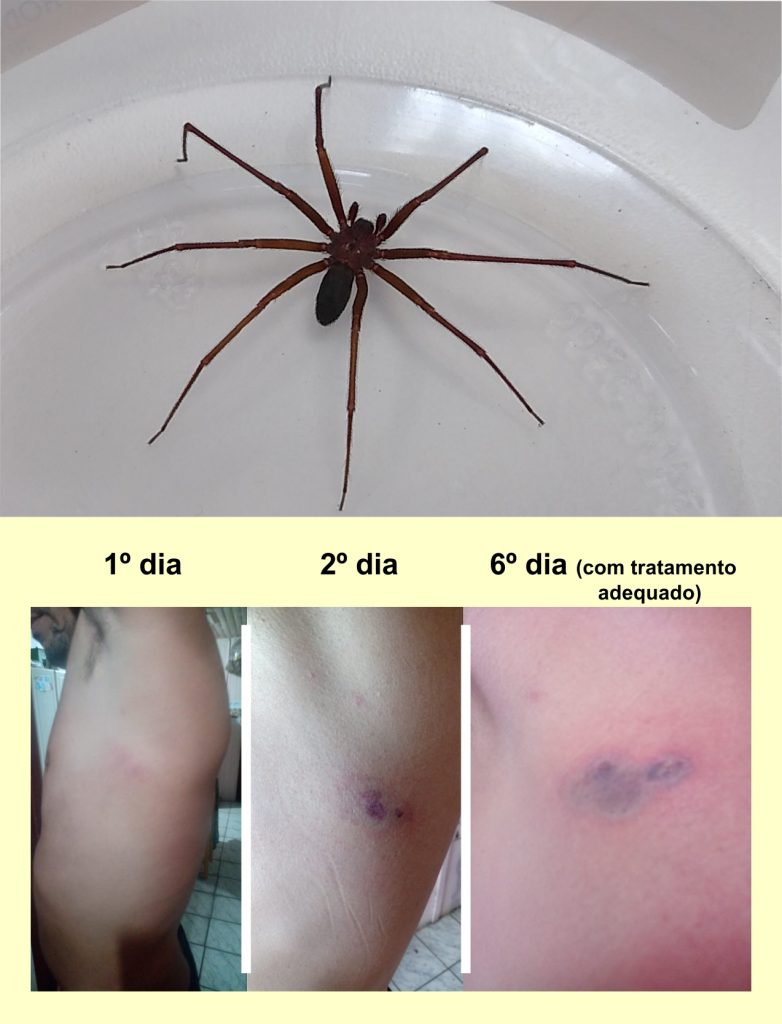 1º dia
2º dia
6º dia (com tratamento
adequado)